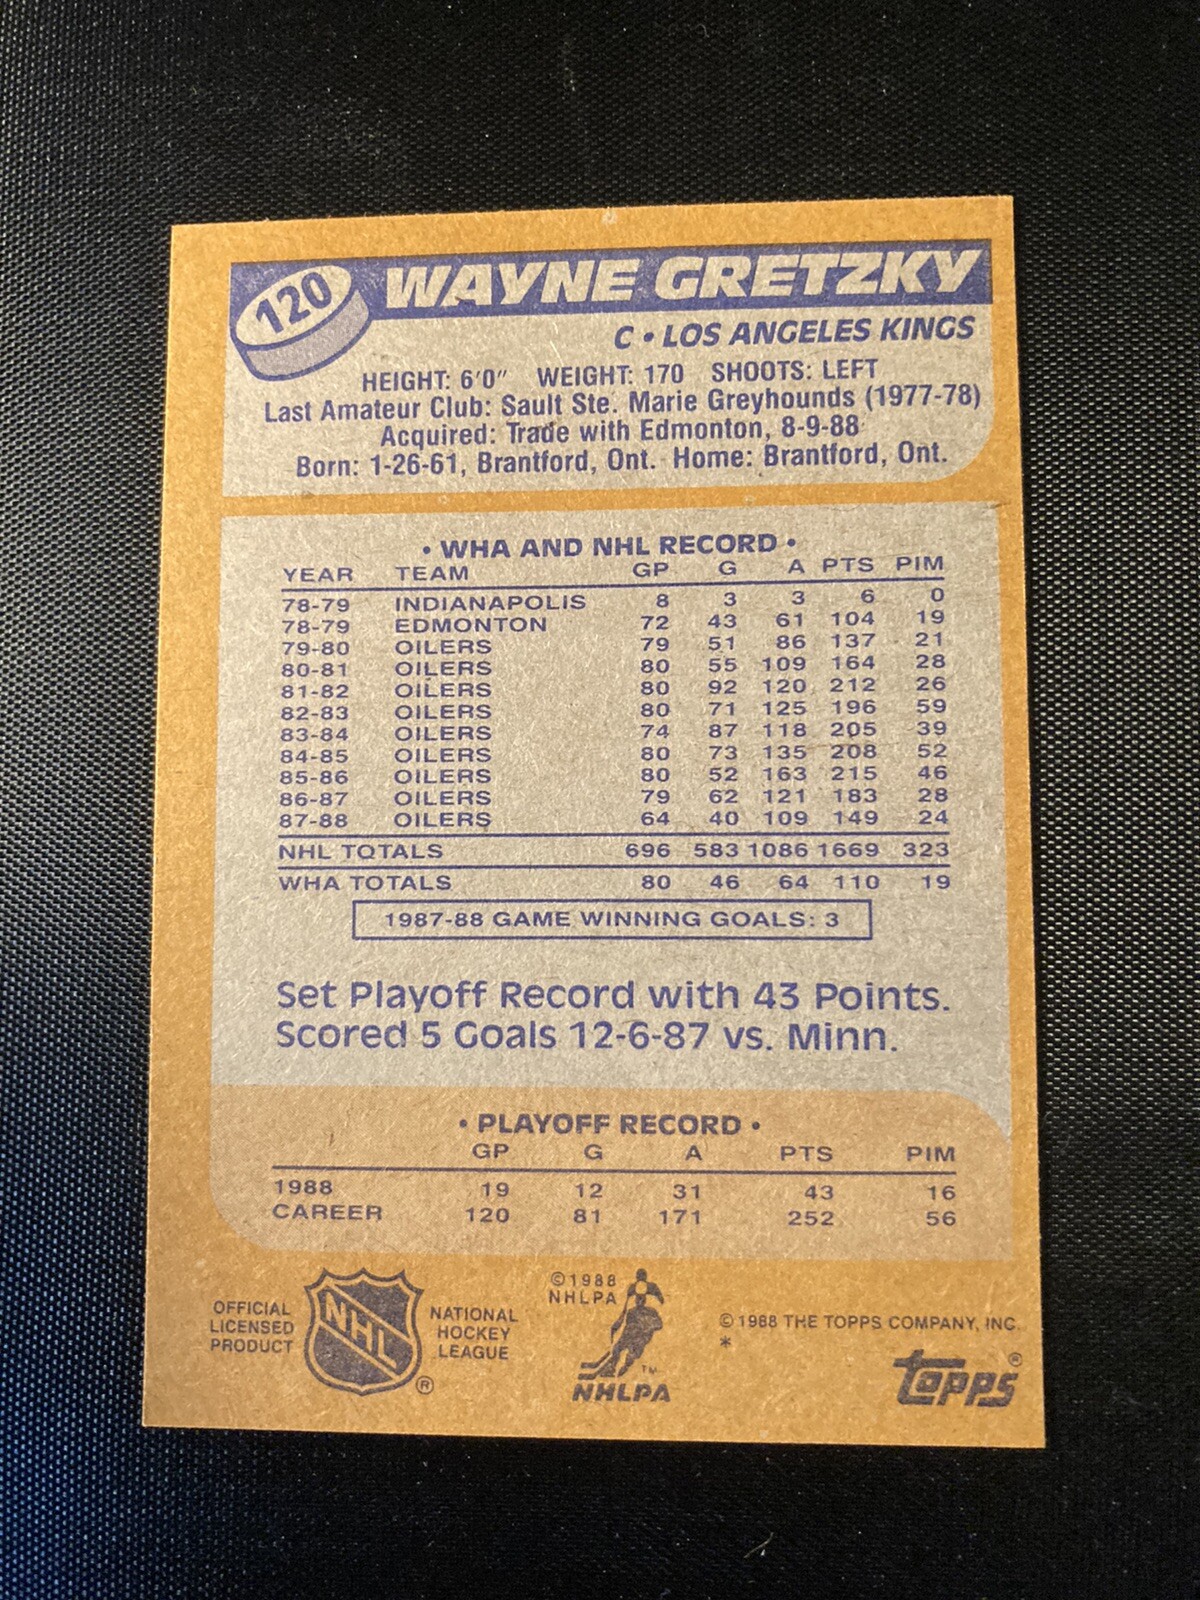 120
WAYNE GRETZKY
C • LOS ANGELES KINGS
HEIGHT: 6'0" WEIGHT: 170 SHOOTS: LEFT
Last Amateur Club: Sault Ste. Marie Greyhounds (1977-78)
Acquired: Trade with Edmonton, 8-9-88
Born: 1-26-61, Brantford, Ont. Home: Brantford, Ont.
• WHA AND NHL RECORD •
YEAR TEAM GP G A PTS PIM
78-79 INDIANAPOLIS 8 3 3 6 0
78-79 EDMONTON 72 43 61 104 19
79-80 OILERS 79 51 86 137 21
80-81 OILERS 80 55 109 164 28
81-82 OILERS 80 92 120 212 26
82-83 OILERS 80 71 125 196 59
83-84 OILERS 74 87 118 205 39
84-85 OILERS 80 73 135 208 52
85-86 OILERS 80 52 163 215 46
86-87 OILERS 79 62 121 183 28
87-88 OILERS 64 40 109 149 24
NHL TOTALS 696 583 1086 1669 323
WHA TOTALS 80 46 64 110 19
1987-88 GAME WINNING GOALS: 3
Set Playoff Record with 43 Points.
Scored 5 Goals 12-6-87 vs. Minn.
• PLAYOFF RECORD •
GP G A PTS PIM
1988 19 12 31 43 16
CAREER 120 81 171 252 56
OFFICIAL
LICENSED
PRODUCT
NHL
®
NATIONAL
HOCKEY
LEAGUE
©1988
NHLPA
TM
NHLPA
© 1988 THE TOPPS COMPANY, INC.
*
topps®